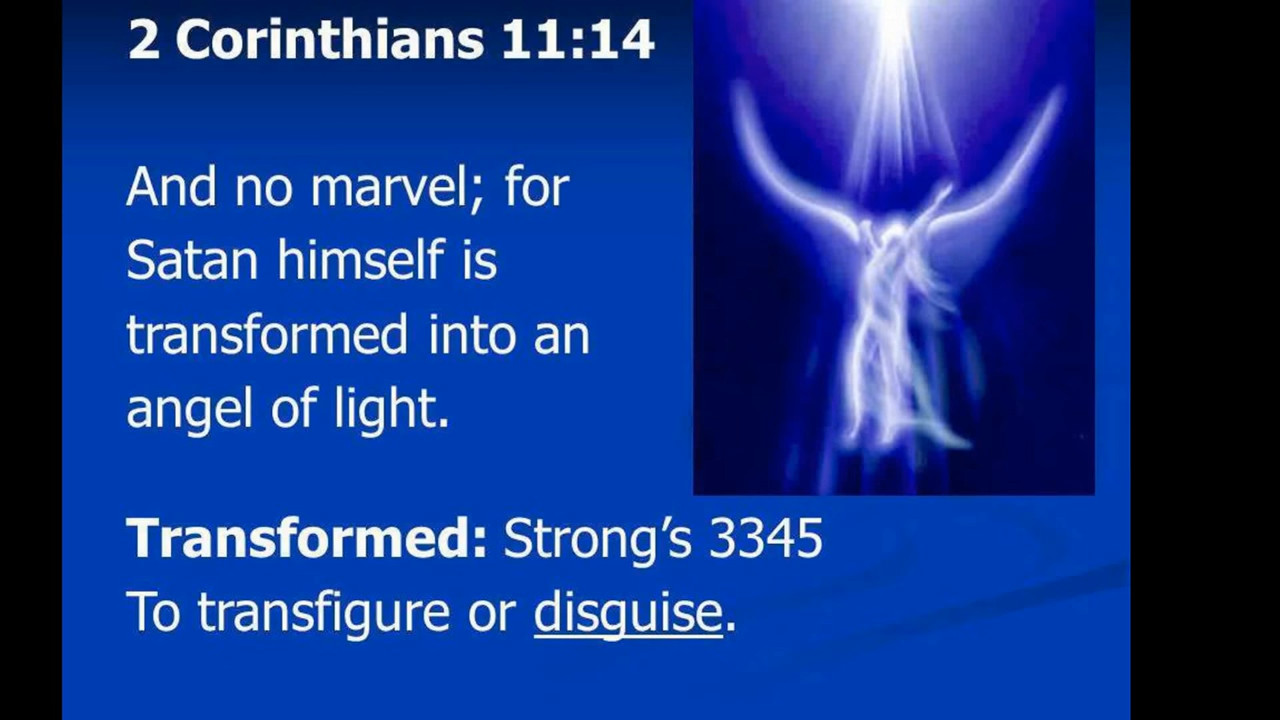 2 Corinthians 11:14
And no marvel; for
Satan himself is
transformed into an
angel of light.
Transformed: Strong’s 3345
To transfigure or disguise.